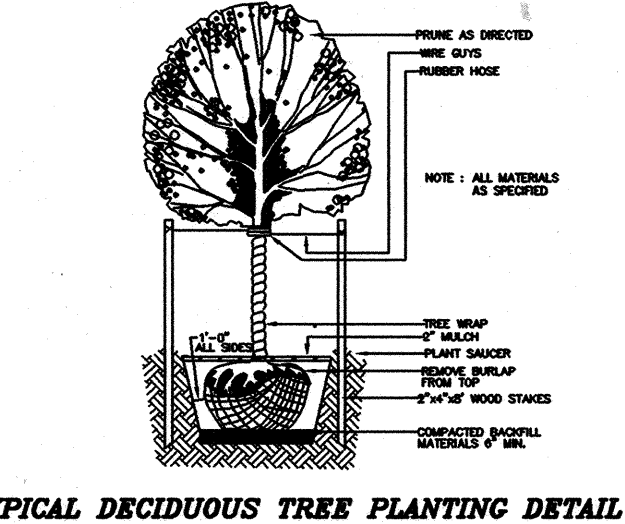 PRUNE AS DIRECTED
WIRE GUYS
RUBBER HOSE
NOTE : ALL MATERIALS
AS SPECIFIED
TREE WRAP
2" MULCH
1'-0"
ALL SIDES
PLANT SAUCER
REMOVE BURLAP
FROM TOP
2"x4"x8' WOOD STAKES
COMPACTED BACKFILL
MATERIALS 6" MIN.
YPICAL DECIDUOUS TREE PLANTING DETAIL